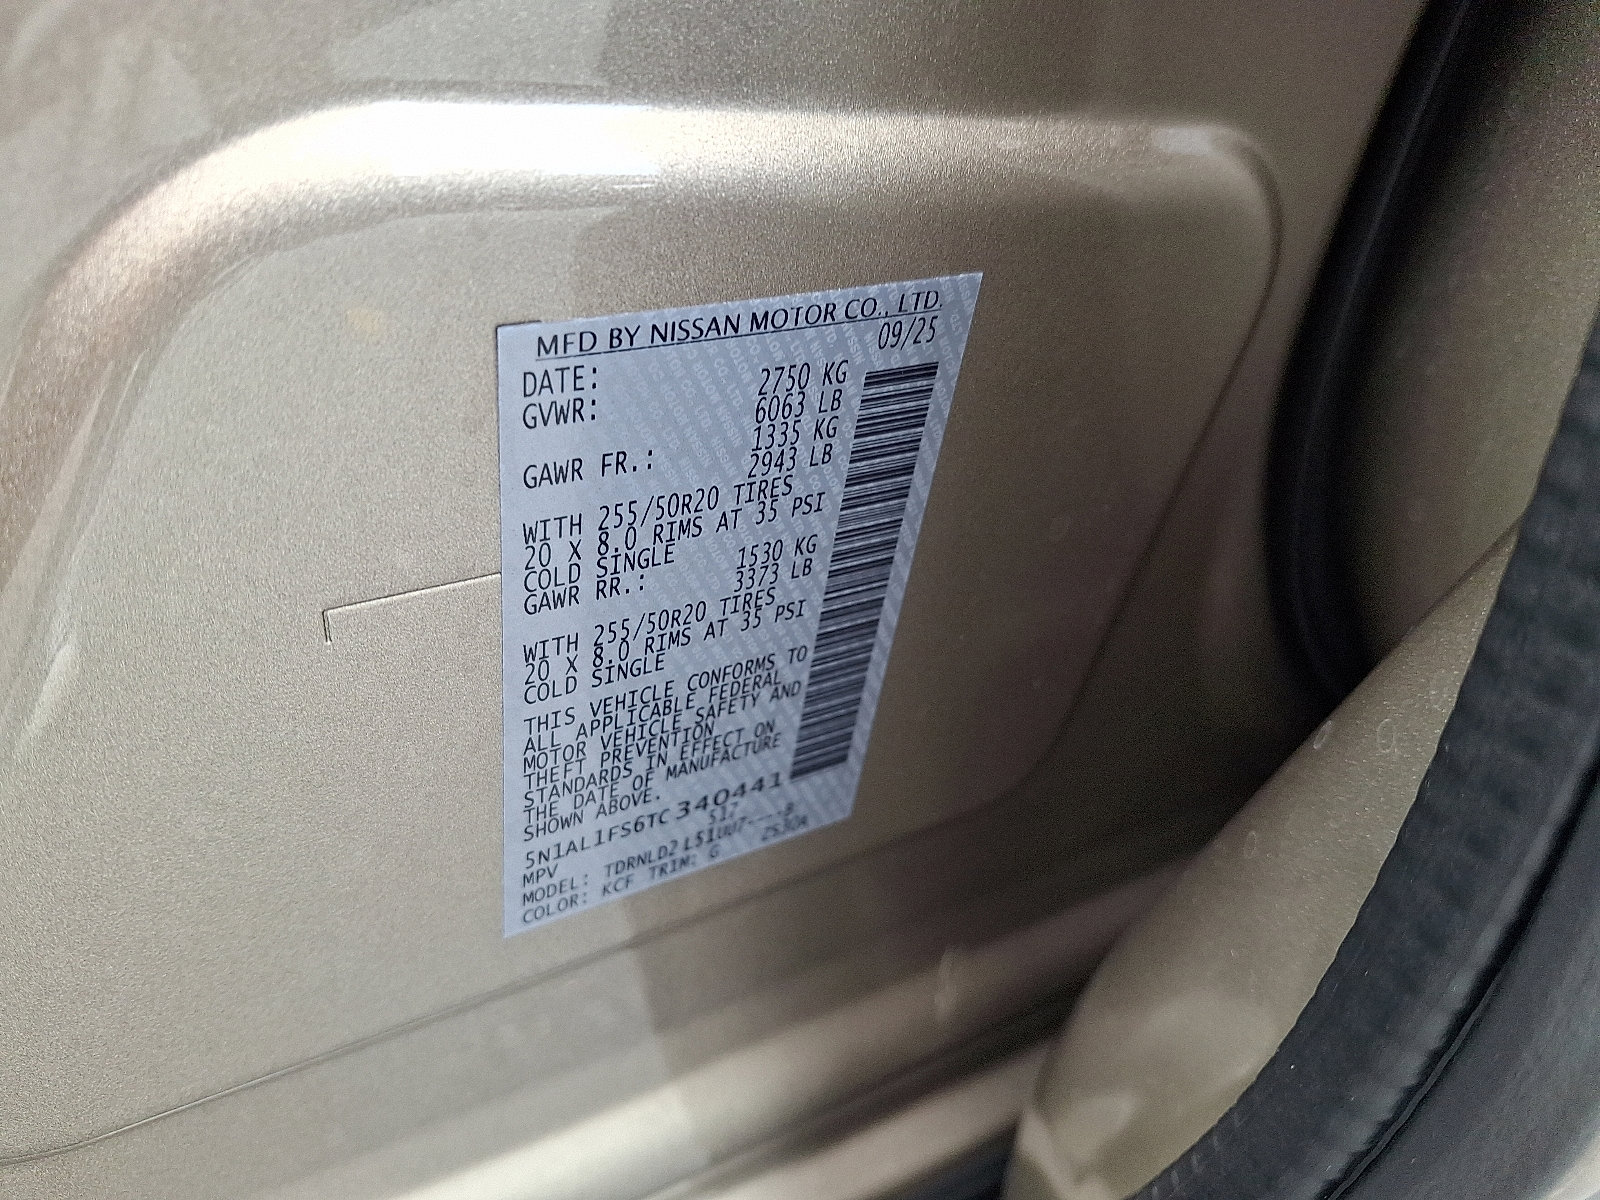 MFD BY NISSAN MOTOR CO., LTD.
DATE: 09/25
GVWR: 2750 KG
6063 LB
GAWR FR.: 1335 KG
2943 LB
WITH 255/50R20 TIRES
20 X 8.0 RIMS AT 35 PSI
COLD SINGLE
GAWR RR.: 1530 KG
3373 LB
WITH 255/50R20 TIRES
20 X 8.0 RIMS AT 35 PSI
COLD SINGLE
THIS VEHICLE CONFORMS TO
ALL APPLICABLE FEDERAL
MOTOR VEHICLE SAFETY AND
THEFT PREVENTION
STANDARDS IN EFFECT ON
THE DATE OF MANUFACTURE
SHOWN ABOVE.
5N1AL1FS6TC340441
MPV
MODEL: TDRNLD2
COLOR: KCF TRIM: G